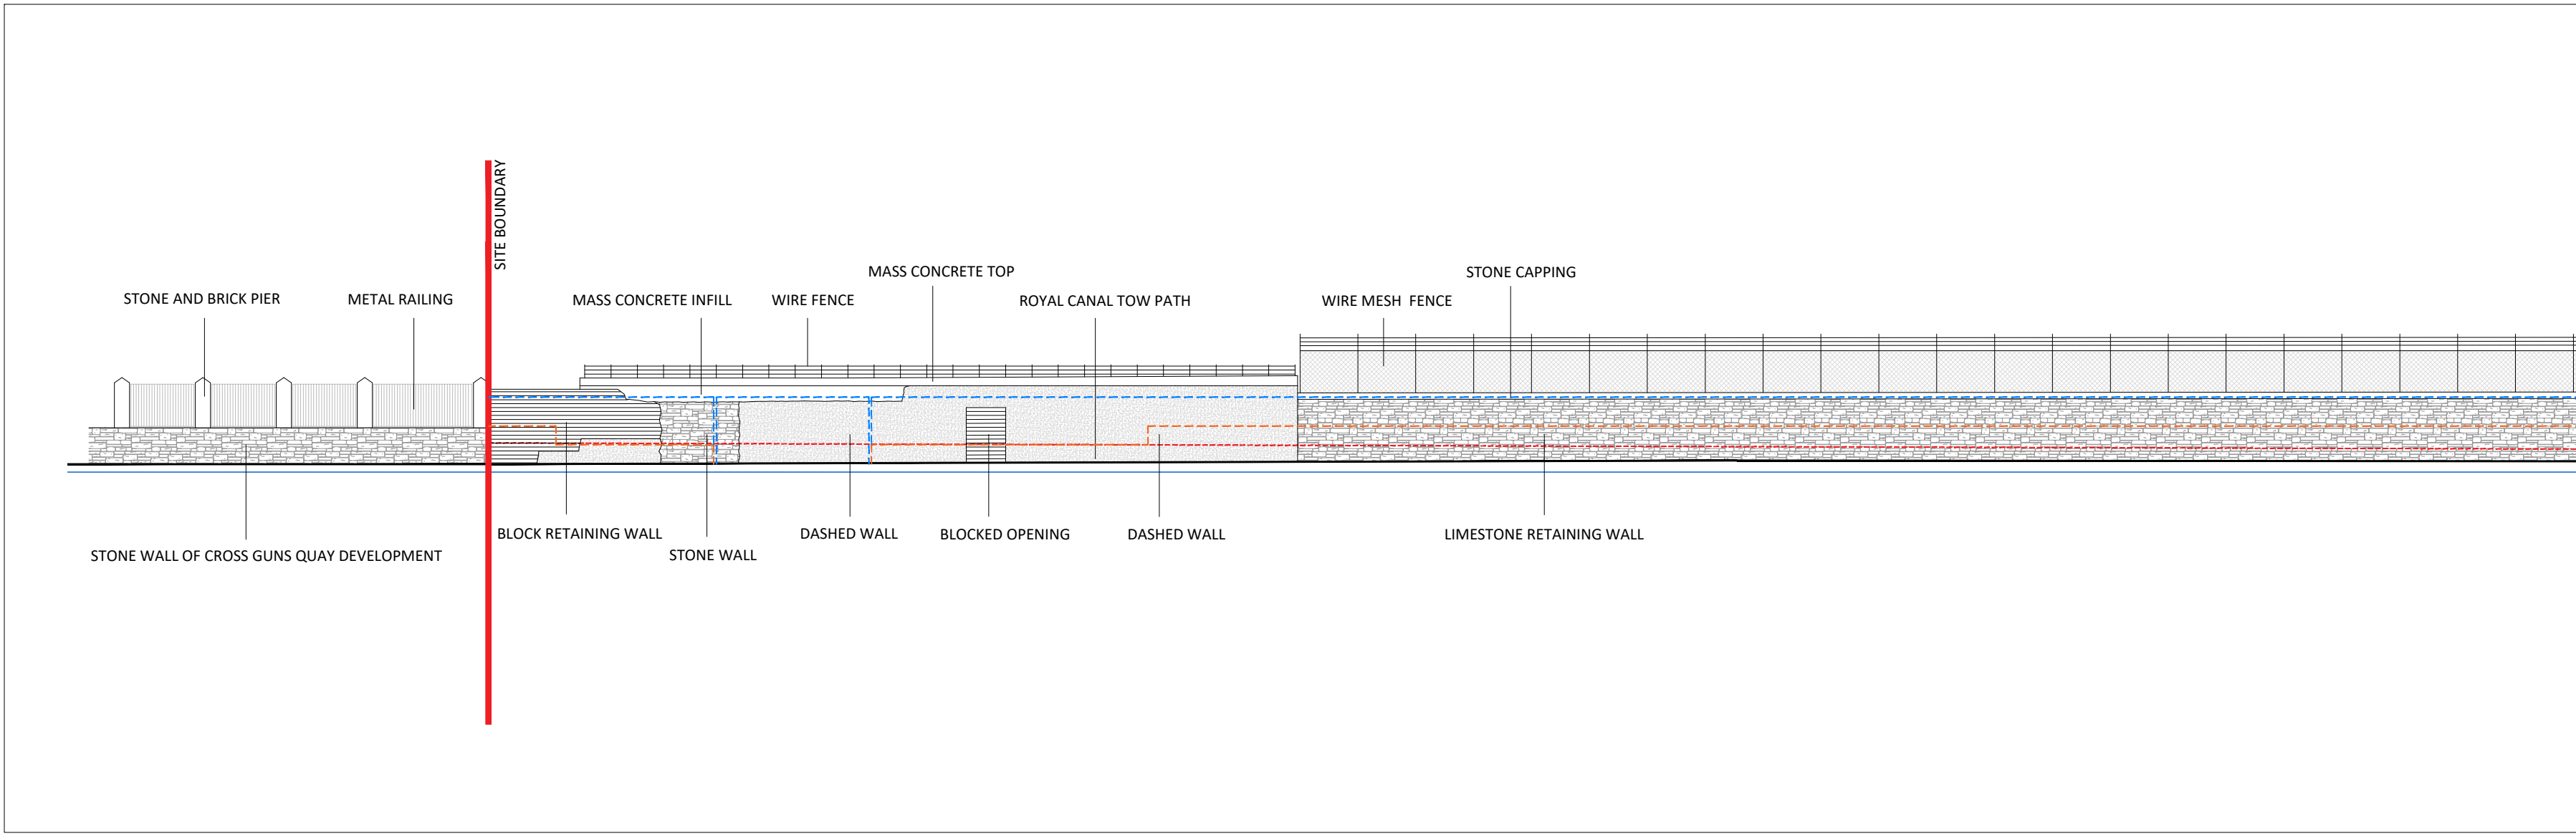 SITE BOUNDARY
MASS CONCRETE TOP
STONE CAPPING
STONE AND BRICK PIER
METAL RAILING
MASS CONCRETE INFILL
WIRE FENCE
ROYAL CANAL TOW PATH
WIRE MESH FENCE
BLOCK RETAINING WALL
DASHED WALL
BLOCKED OPENING
DASHED WALL
LIMESTONE RETAINING WALL
STONE WALL OF CROSS GUNS QUAY DEVELOPMENT
STONE WALL